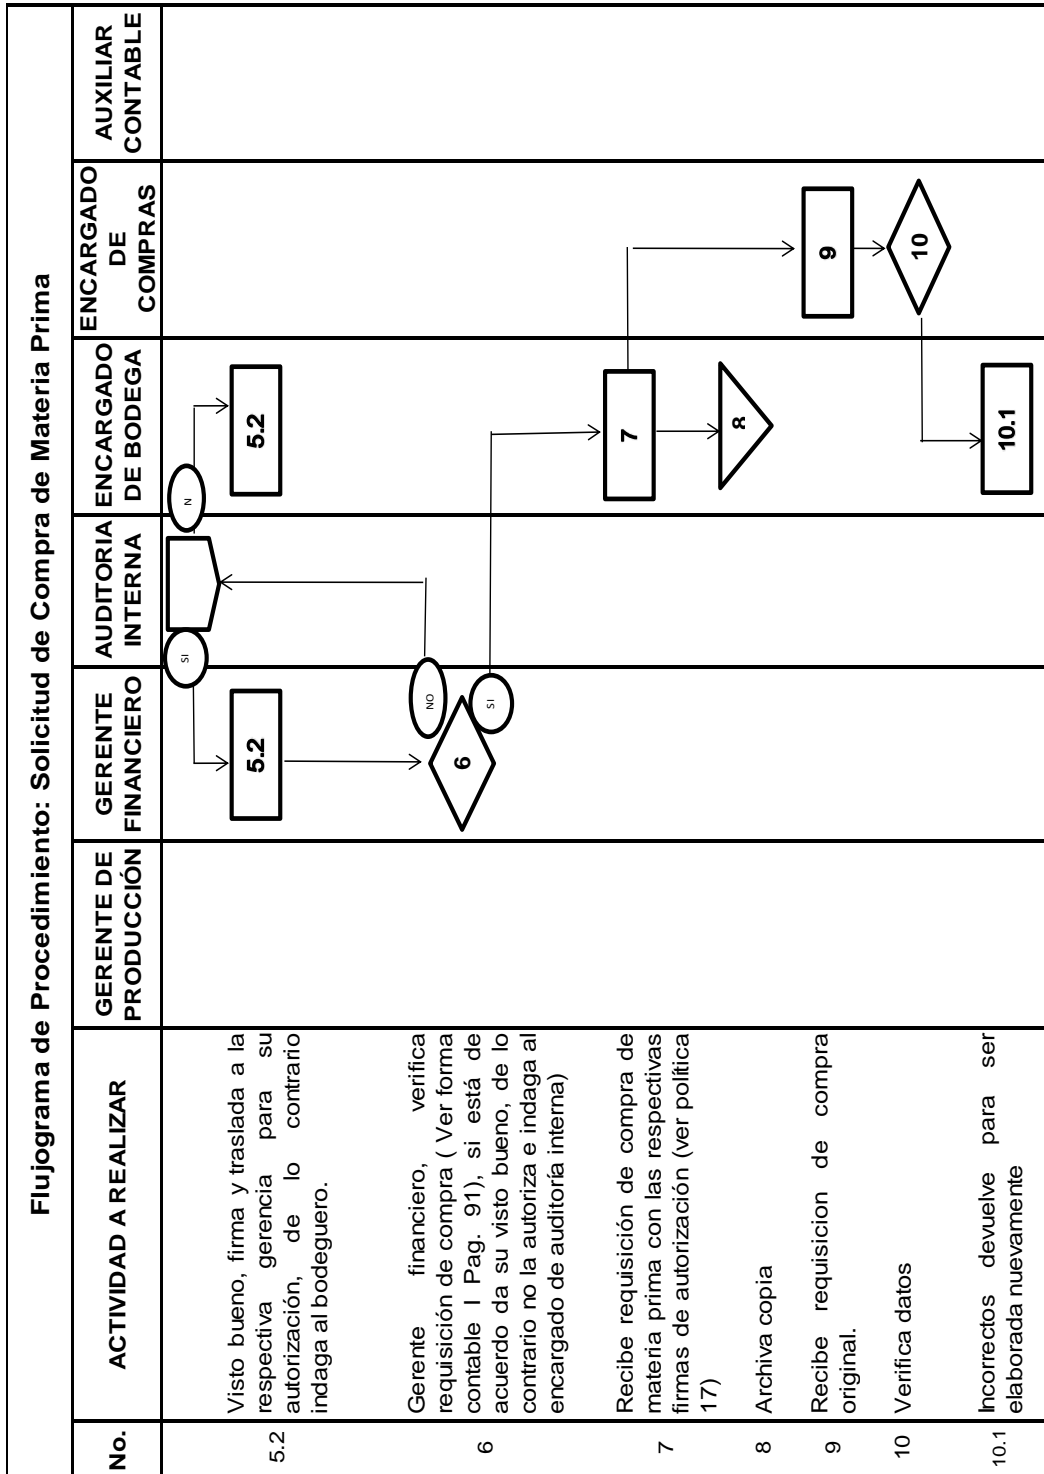 Flujograma de Procedimiento: Solicitud de Compra de Materia Prima
No.
ACTIVIDAD A REALIZAR
GERENTE DE
PRODUCCIÓN
GERENTE
FINANCIERO
AUDITORIA
INTERNA
ENCARGADO
DE BODEGA
ENCARGADO
DE
COMPRAS
AUXILIAR
CONTABLE
5.2
Visto bueno, firma y traslada a la
respectiva gerencia para su
autorización, de lo contrario
indaga al bodeguero.
SI
N
5.2
5.2
6
Gerente financiero, verifica
requisición de compra ( Ver forma
contable I Pag. 91), si está de
acuerdo da su visto bueno, de lo
contrario no la autoriza e indaga al
encargado de auditoría interna)
6
NO
SI
7
Recibe requisición de compra de
materia prima con las respectivas
firmas de autorización (ver política
17)
7
8
Archiva copia
8
9
Recibe requisicion de compra
original.
9
10
Verifica datos
10
10.1
Incorrectos devuelve para ser
elaborada nuevamente
10.1